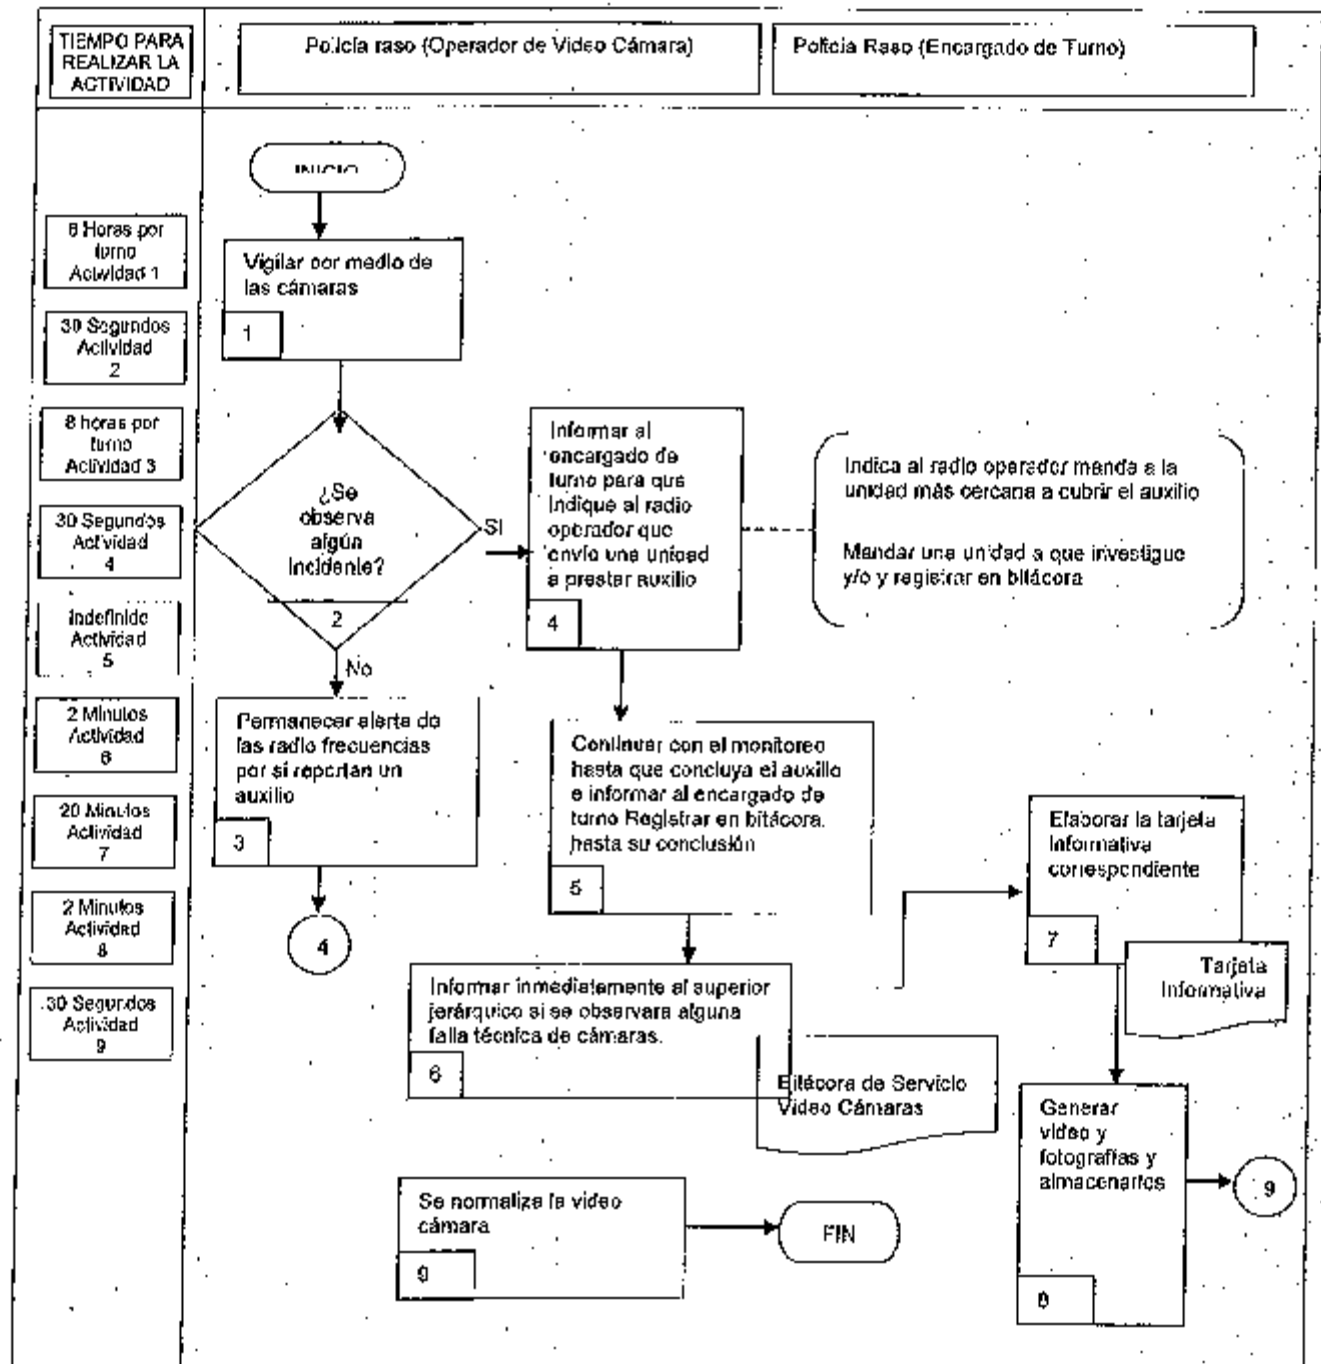 TIEMPO PARA
REALIZAR LA
ACTIVIDAD
Policía raso (Operador de Video Cámara)
Policía Raso (Encargado de Turno)
INICIO
8 Horas por
turno
Actividad 1
30 Segundos
Actividad
2
8 horas por
turno
Actividad 3
30 Segundos
Actividad
4
Indefinido
Actividad
5
2 Minutos
Actividad
6
20 Minutos
Actividad
7
2 Minutos
Actividad
8
30 Segundos
Actividad
9
Vigilar por medio de
las cámaras
1
¿Se
observa
algún
incidente?
2
SI
No
Informar al
encargado de
turno para que
indique al radio
operador que
envío una unidad
a prestar auxilio
4
Indica al radio operador mande a la
unidad más cercana a cubrir el auxilio
Mandar una unidad a que investigue
y/o y registrar en bitácora
Permanecer alerta de
las radio frecuencias
por si reportan un
auxilio
3
4
Continuar con el monitoreo
hasta que concluya el auxilio
e informar al encargado de
turno Registrar en bitácora.
hasta su conclusión
5
Informar inmediatamente al superior
jerárquico si se observara alguna
falla técnica de cámaras.
6
Bitácora de Servicio
Video Cámaras
Elaborar la tarjeta
Informativa
correspondiente
7
Tarjeta
Informativa
Generar
video y
fotografías y
almacenarlos
8
9
Se normaliza la video
cámara
9
FIN